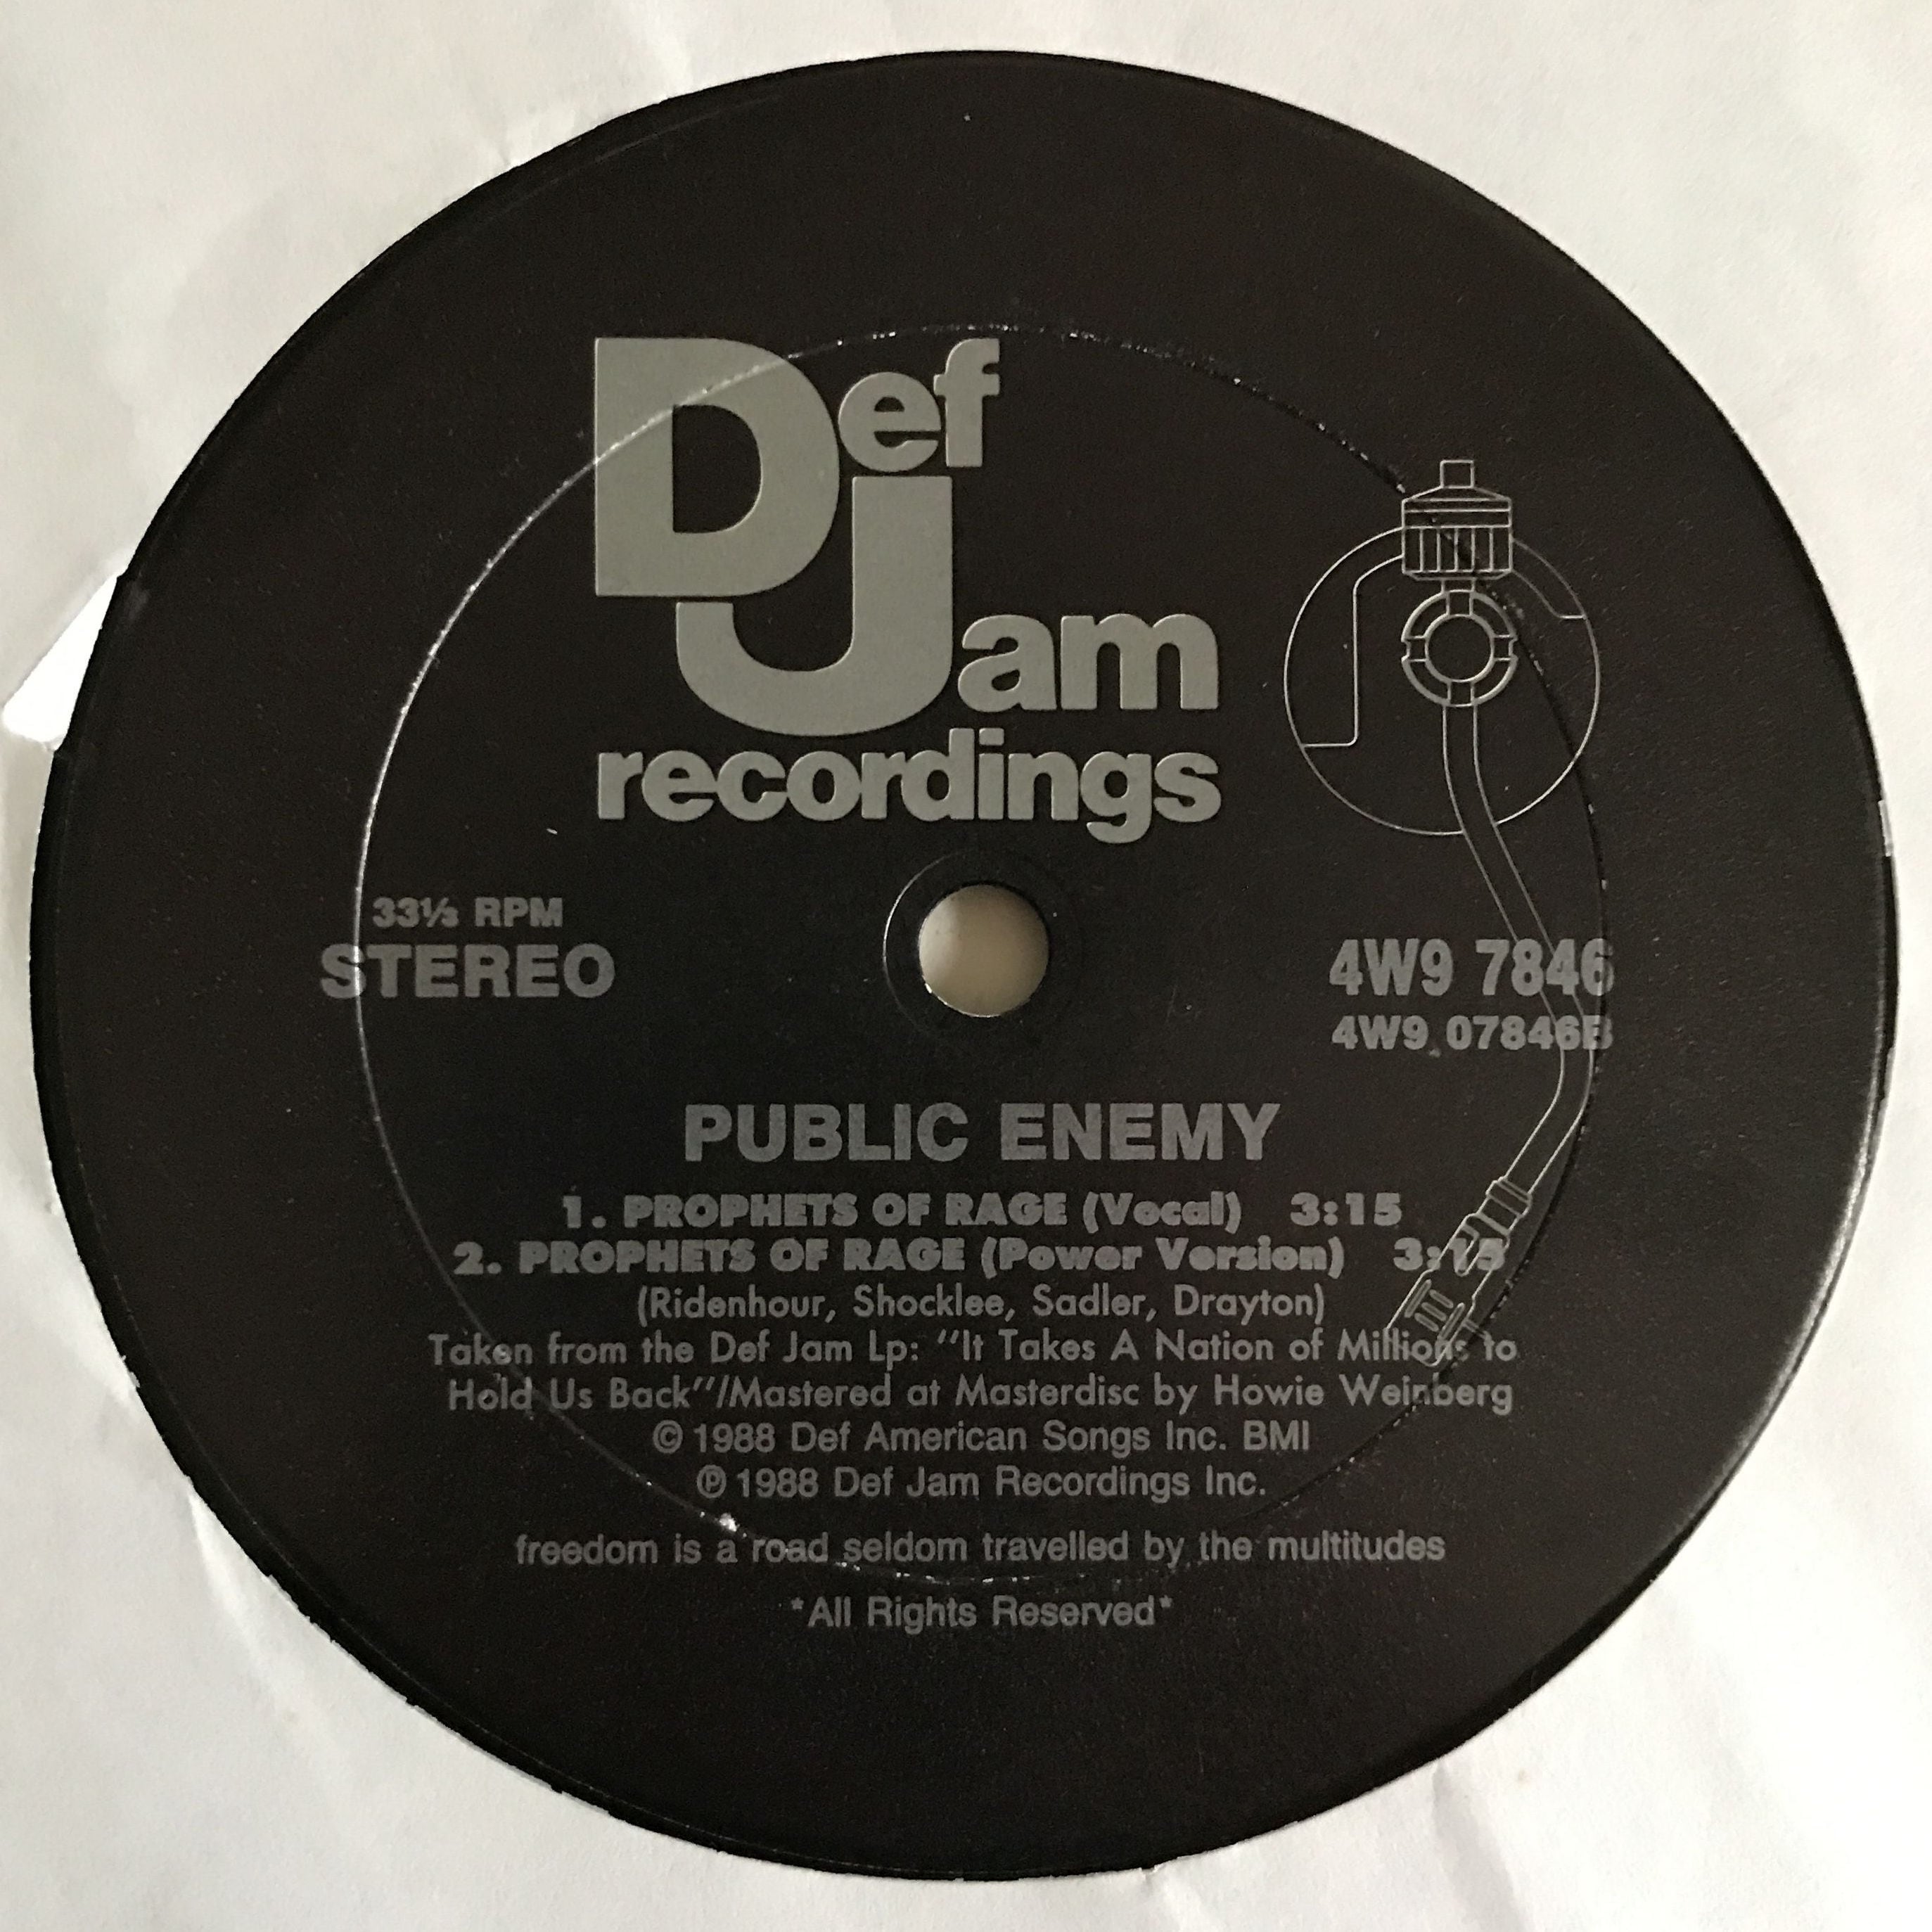 Def
Jam
recordings
33⅓ RPM
STEREO
4W9 7846
4W9 07846B
PUBLIC ENEMY
1. PROPHETS OF RAGE (Vocal) 3:15
2. PROPHETS OF RAGE (Power Version) 3:15
(Ridenhour, Shocklee, Sadler, Drayton)
Taken from the Def Jam Lp: "It Takes A Nation of Millions to
Hold Us Back"/Mastered at Masterdisc by Howie Weinberg
© 1988 Def American Songs Inc. BMI
℗ 1988 Def Jam Recordings Inc.
freedom is a road seldom travelled by the multitudes
*All Rights Reserved*